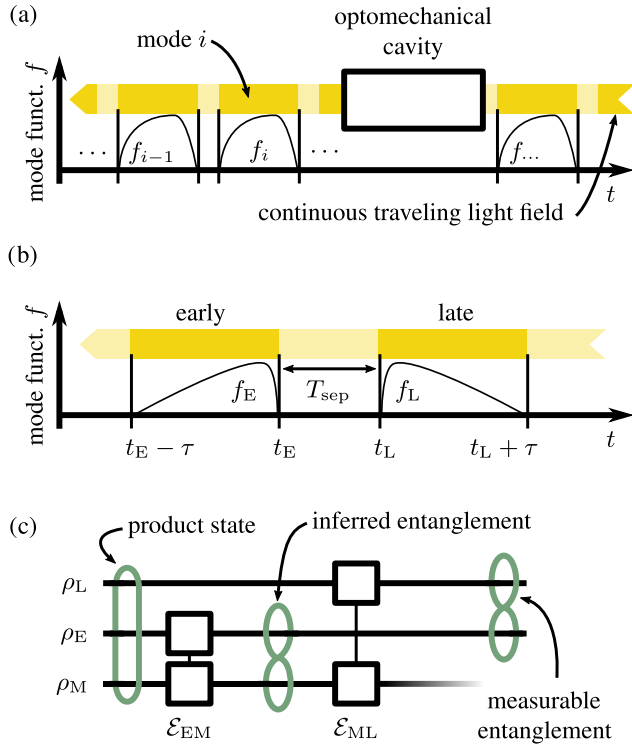 (a)
optomechanical
cavity
mode i
mode funct. f
. . .
f_{i−1}
f_i
. . .
f_{...}
t
continuous traveling light field
(b)
early
late
mode funct. f
f_E
T_sep
f_L
t_E − τ
t_E
t_L
t_L + τ
t
(c)
product state
inferred entanglement
ρ_L
ρ_E
ρ_M
ℰ_EM
ℰ_ML
measurable
entanglement